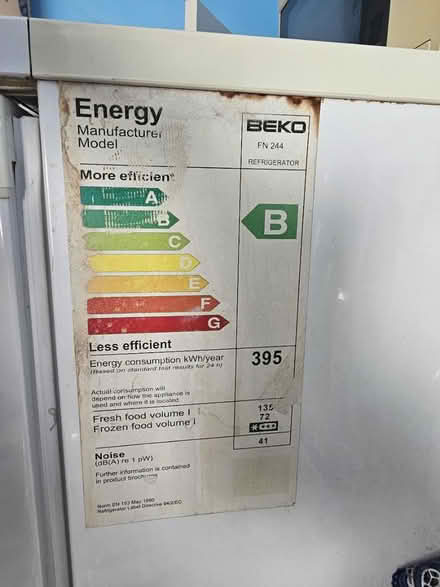 Energy
Manufacturer
Model
BEKO
FN 244
REFRIGERATOR
More efficient
A
B
C
D
E
F
G
B
Less efficient
Energy consumption kWh/year
395
(Based on standard test results for 24 h)
Actual consumption will
depend on how the appliance is
used and where it is located
Fresh food volume l
135
Frozen food volume l
72
Noise
41
(dB(A) re 1 pW)
Further information is contained
in product brochures
Norm EN 153 May 1990
Refrigerator Label Directive 94/2/EC